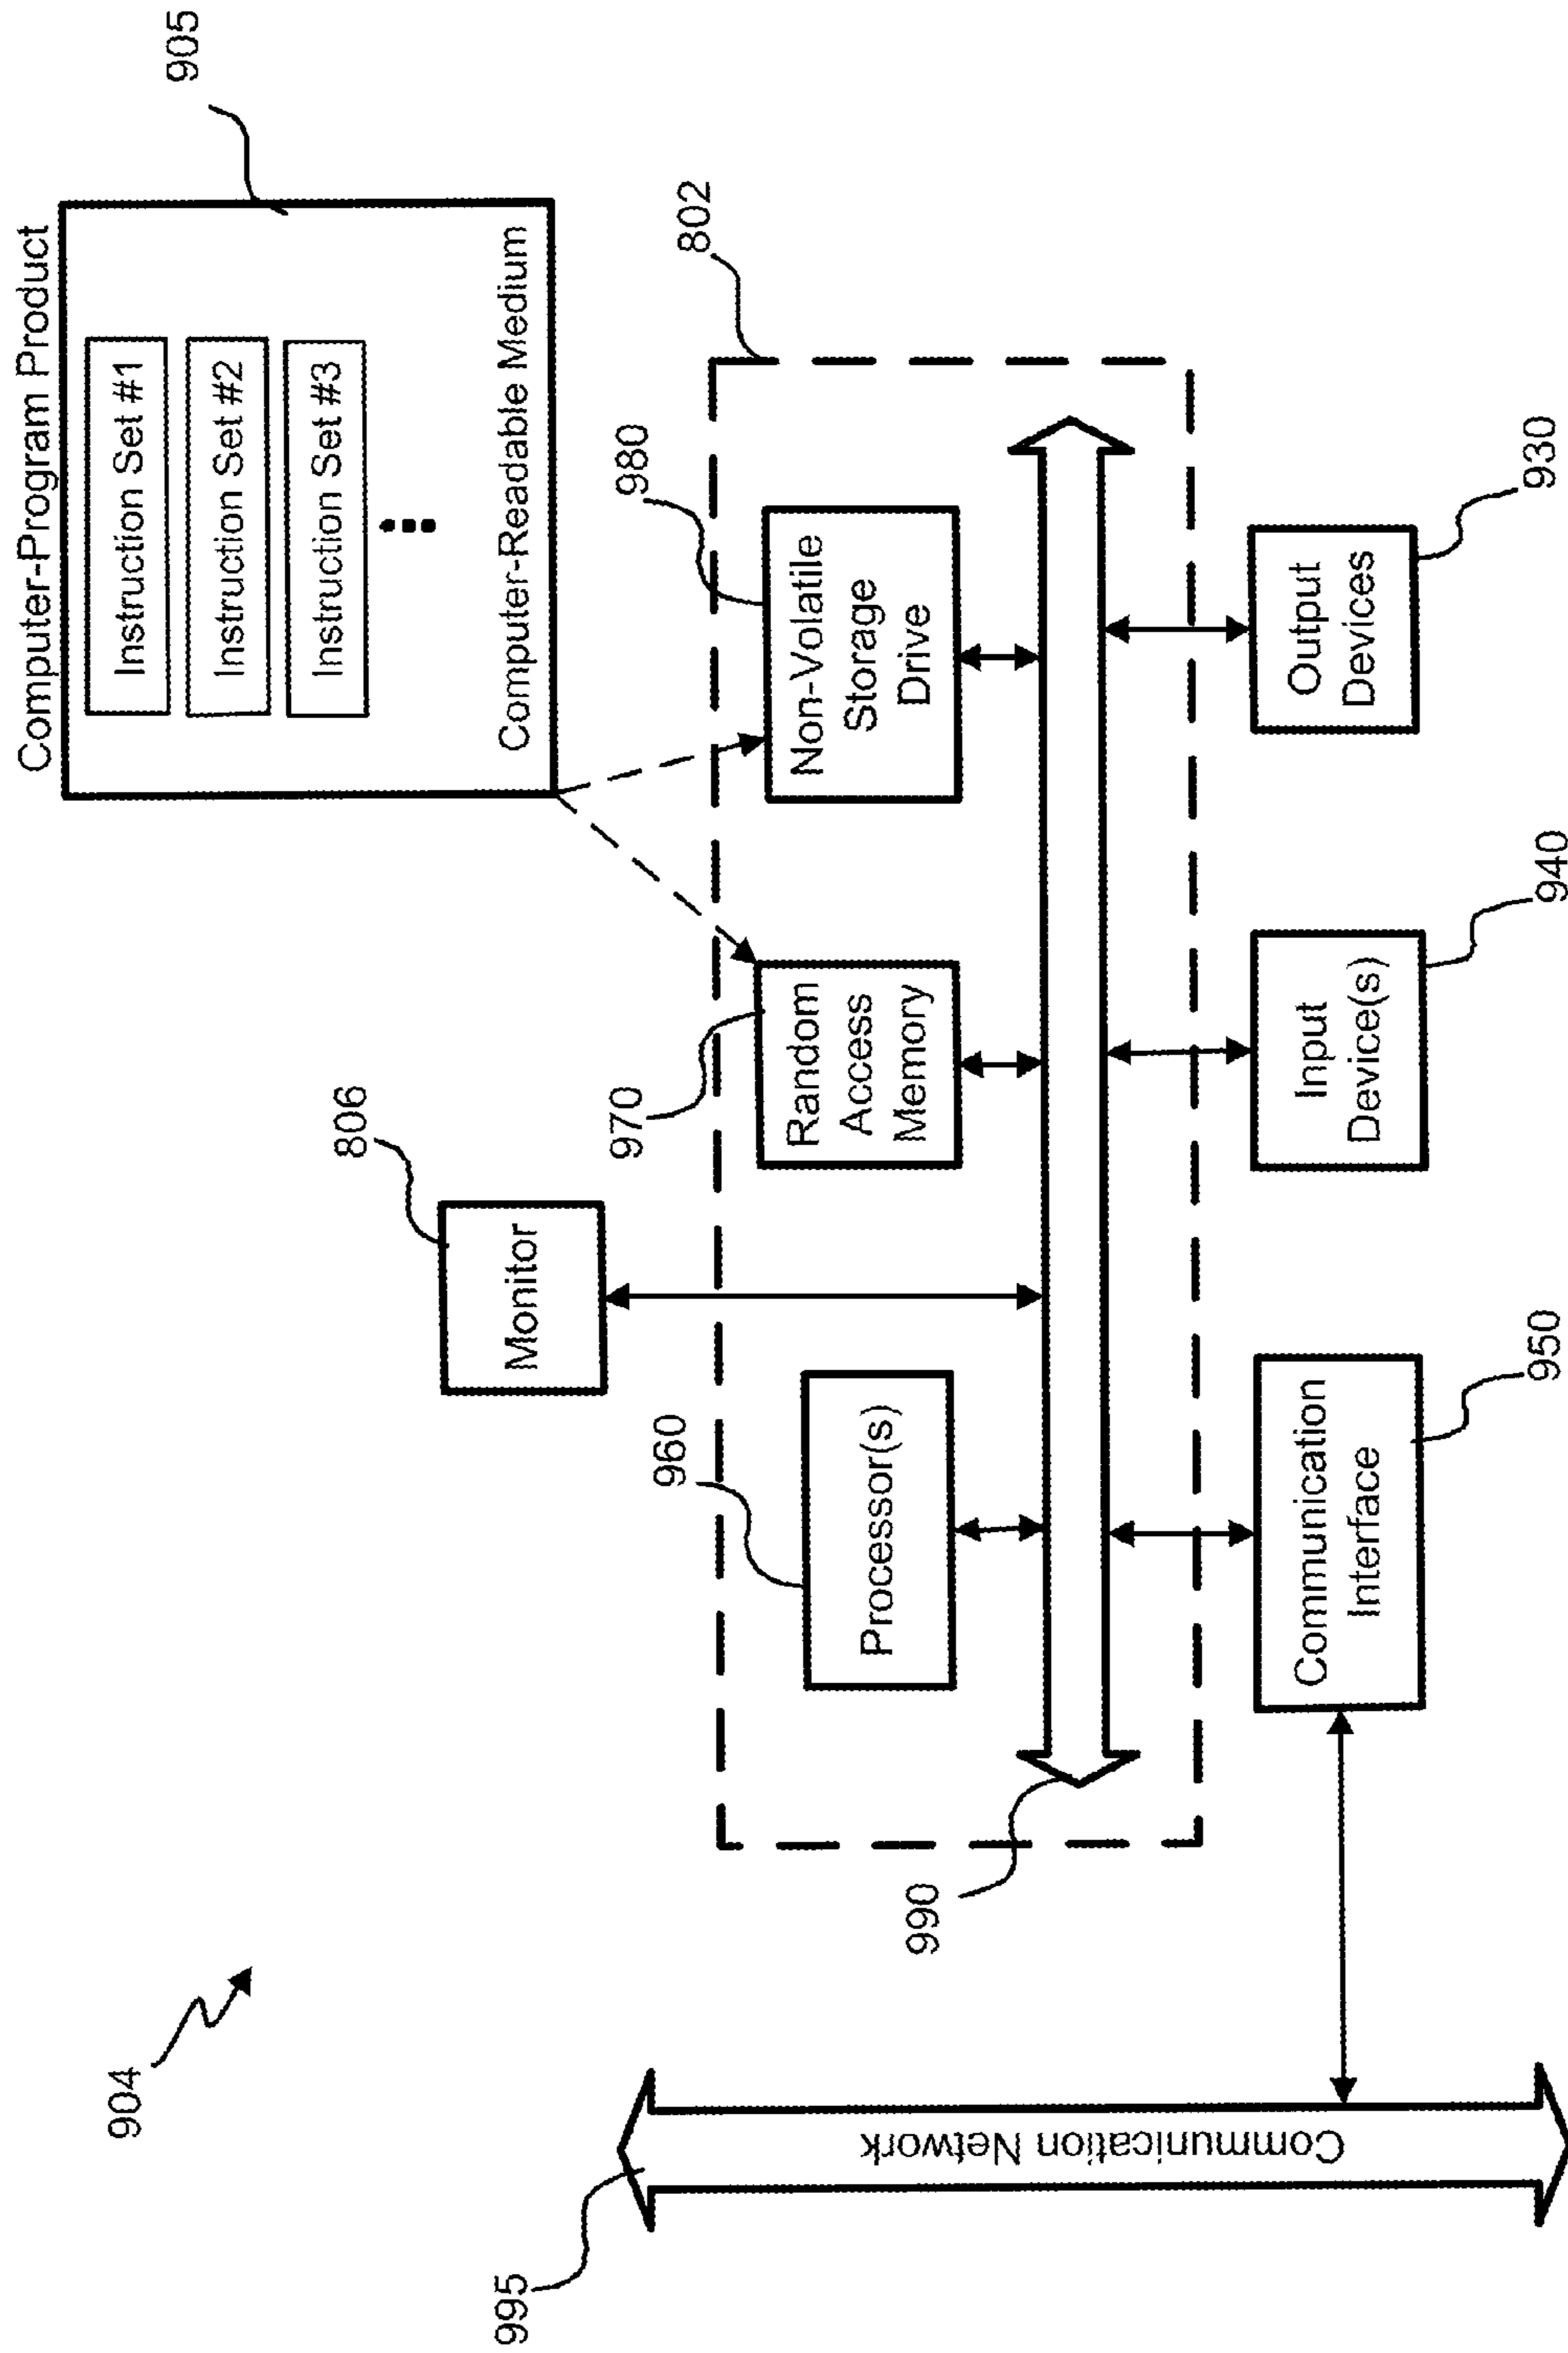 904
Computer-Program Product
Instruction Set #1
Instruction Set #2
Instruction Set #3
Computer-Readable Medium
905
806
Monitor
802
960
970
980
Processor(s)
Random
Access
Memory
Non-Volatile
Storage
Drive
990
995
Communication Network
Communication
Interface
950
Input
Device(s)
940
Output
Devices
930